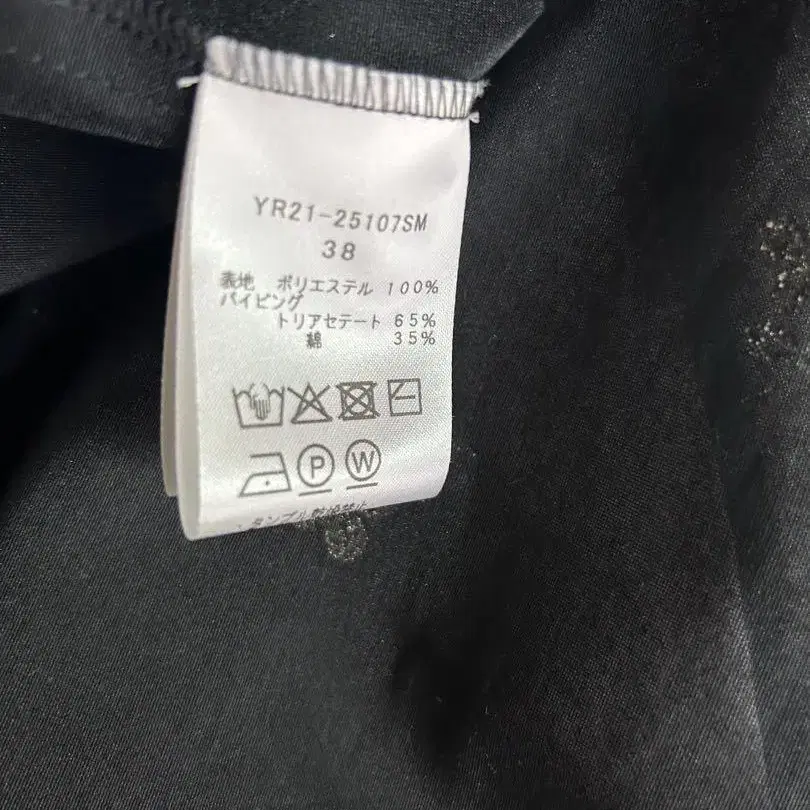 YR21-25107SM
38
表地 ポリエステル 100%
パイピング
トリアセテート 65%
綿 35%
P W